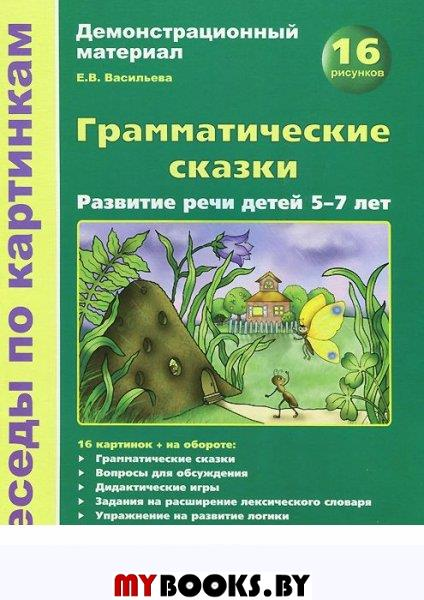 Демонстрационный
материал
Е.В. Васильева
16
рисунков
Грамматические
сказки
Развитие речи детей 5–7 лет
еседы по картинкам
16 картинок + на обороте:
Грамматические сказки
Вопросы для обсуждения
Дидактические игры
Задания на расширение лексического словаря
Упражнение на развитие логики
MYBOOKS.BY